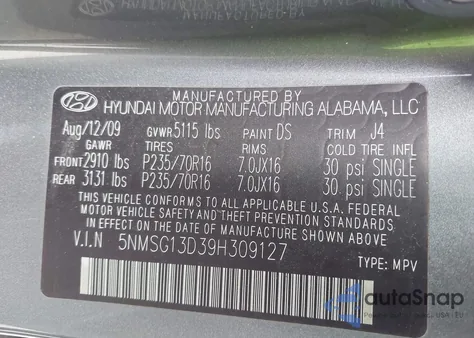 MANUFACTURED BY
HYUNDAI MOTOR MANUFACTURING ALABAMA, LLC
Aug/12/09 GVWR 5115 lbs PAINT DS TRIM J4
GAWR TIRES RIMS COLD TIRE INFL
FRONT 2910 lbs P235/70R16 7.0JX16 30 psi SINGLE
REAR 3131 lbs P235/70R16 7.0JX16 30 psi SINGLE
THIS VEHICLE CONFORMS TO ALL APPLICABLE U.S.A. FEDERAL
MOTOR VEHICLE SAFETY AND THEFT PREVENTION STANDARDS
IN EFFECT ON THE DATE OF MANUFACTURE SHOWN ABOVE.
V.I.N 5NMSG13D39H309127
TYPE: MPV
autoSnap